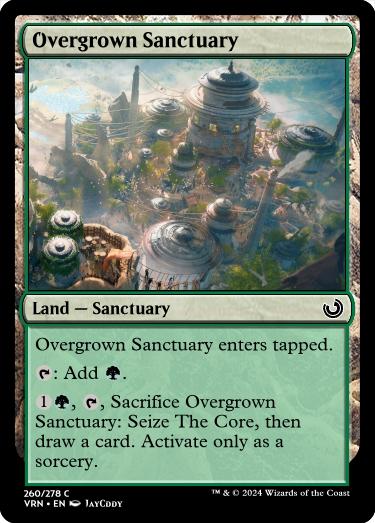 Overgrown Sanctuary
Land — Sanctuary
Overgrown Sanctuary enters tapped.
: Add .
1 , , Sacrifice Overgrown
Sanctuary: Seize The Core, then
draw a card. Activate only as a
sorcery.
260/278 C
VRN • EN JayCddy
™ & © 2024 Wizards of the Coast